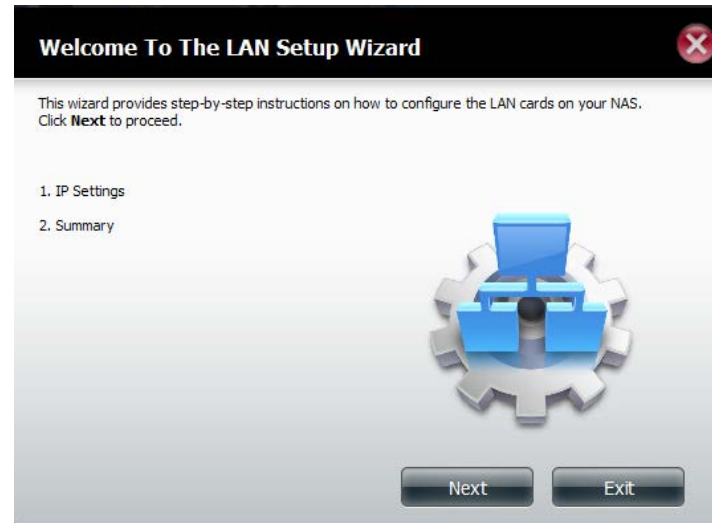 Welcome To The LAN Setup Wizard
This wizard provides step-by-step instructions on how to configure the LAN cards on your NAS.
Click Next to proceed.
1. IP Settings
2. Summary
Next
Exit